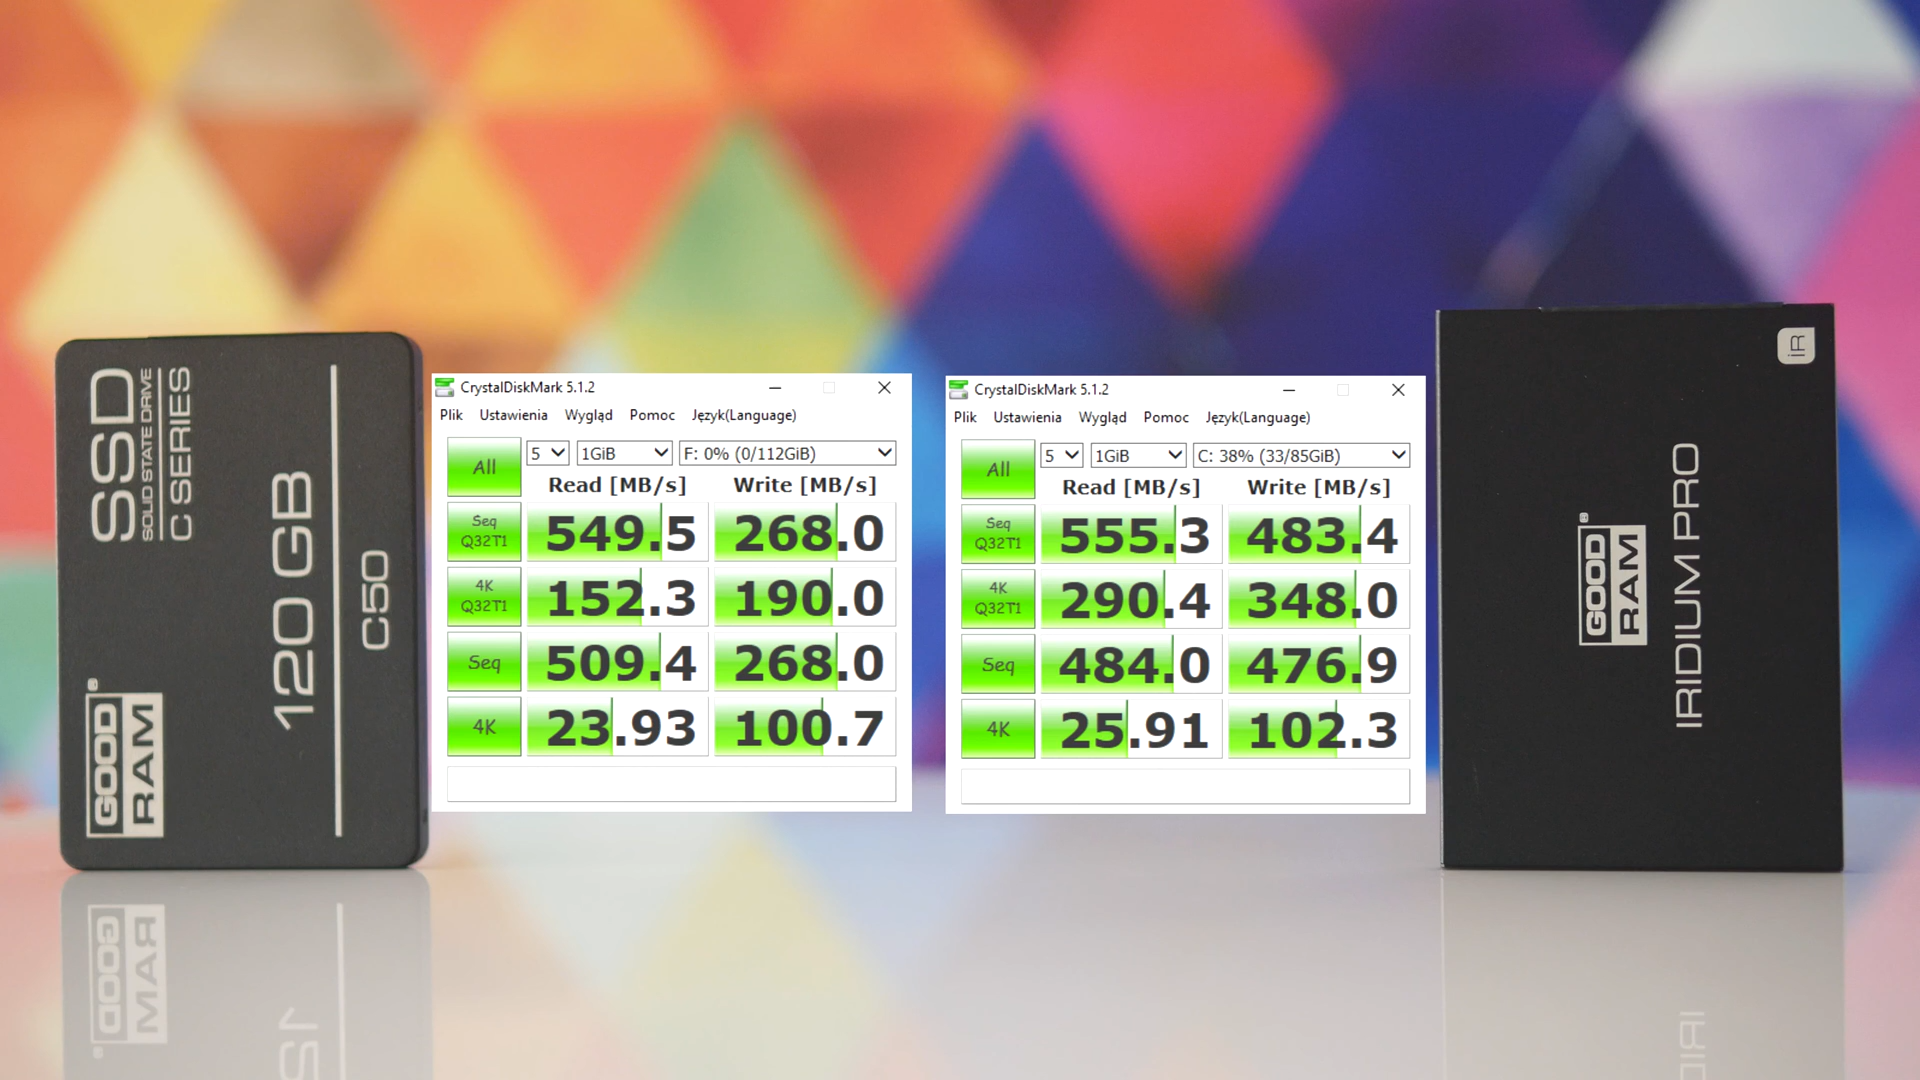 SSD
SOLID STATE DRIVE
C SERIES
120 GB
C50
GOOD
RAM
®
CrystalDiskMark 5.1.2
Plik Ustawienia Wygląd Pomoc Język(Language)
All 5 1GiB F: 0% (0/112GiB)
Read [MB/s] Write [MB/s]
Seq Q32T1 549.5 268.0
4K Q32T1 152.3 190.0
Seq 509.4 268.0
4K 23.93 100.7
CrystalDiskMark 5.1.2
Plik Ustawienia Wygląd Pomoc Język(Language)
All 5 1GiB C: 38% (33/85GiB)
Read [MB/s] Write [MB/s]
Seq Q32T1 555.3 483.4
4K Q32T1 290.4 348.0
Seq 484.0 476.9
4K 25.91 102.3
iR
GOOD
RAM
®
IRIDIUM PRO